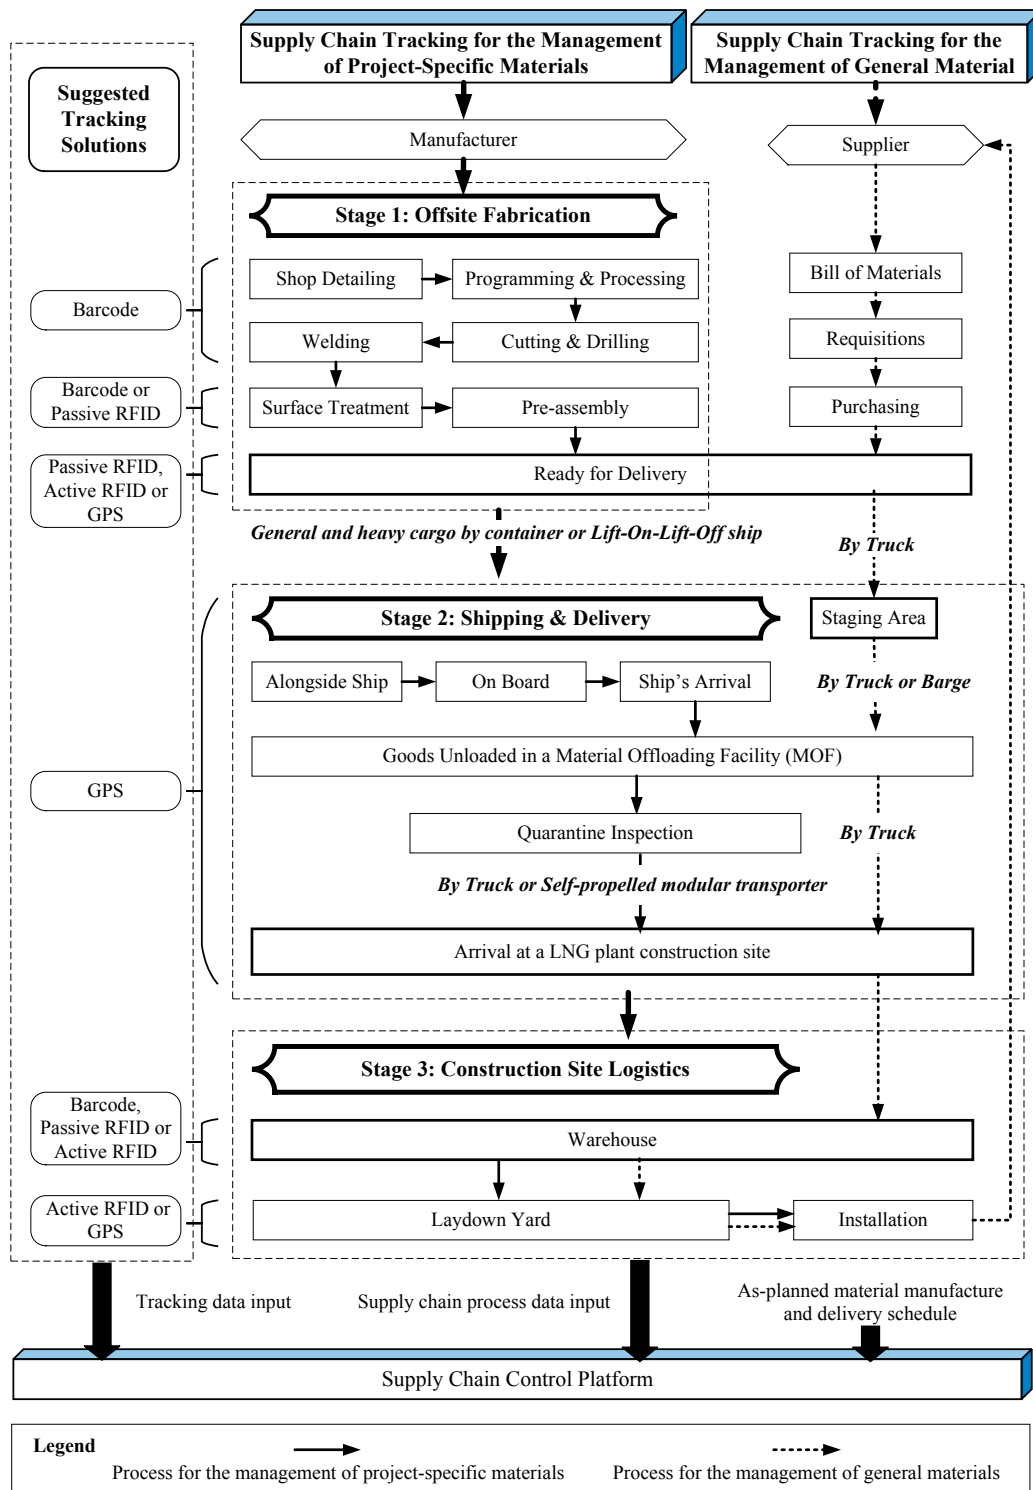 Supply Chain Tracking for the Management
of Project-Specific Materials
Supply Chain Tracking for the
Management of General Material
Suggested
Tracking
Solutions
Manufacturer
Supplier
Stage 1: Offsite Fabrication
Shop Detailing
Programming & Processing
Bill of Materials
Barcode
Welding
Cutting & Drilling
Requisitions
Barcode or
Passive RFID
Surface Treatment
Pre-assembly
Purchasing
Passive RFID,
Active RFID or
GPS
Ready for Delivery
General and heavy cargo by container or Lift-On-Lift-Off ship
By Truck
Stage 2: Shipping & Delivery
Staging Area
Alongside Ship
On Board
Ship's Arrival
By Truck or Barge
Goods Unloaded in a Material Offloading Facility (MOF)
GPS
Quarantine Inspection
By Truck
By Truck or Self-propelled modular transporter
Arrival at a LNG plant construction site
Stage 3: Construction Site Logistics
Barcode,
Passive RFID or
Active RFID
Warehouse
Active RFID or
GPS
Laydown Yard
Installation
Tracking data input
Supply chain process data input
As-planned material manufacture
and delivery schedule
Supply Chain Control Platform
Legend
Process for the management of project-specific materials
Process for the management of general materials